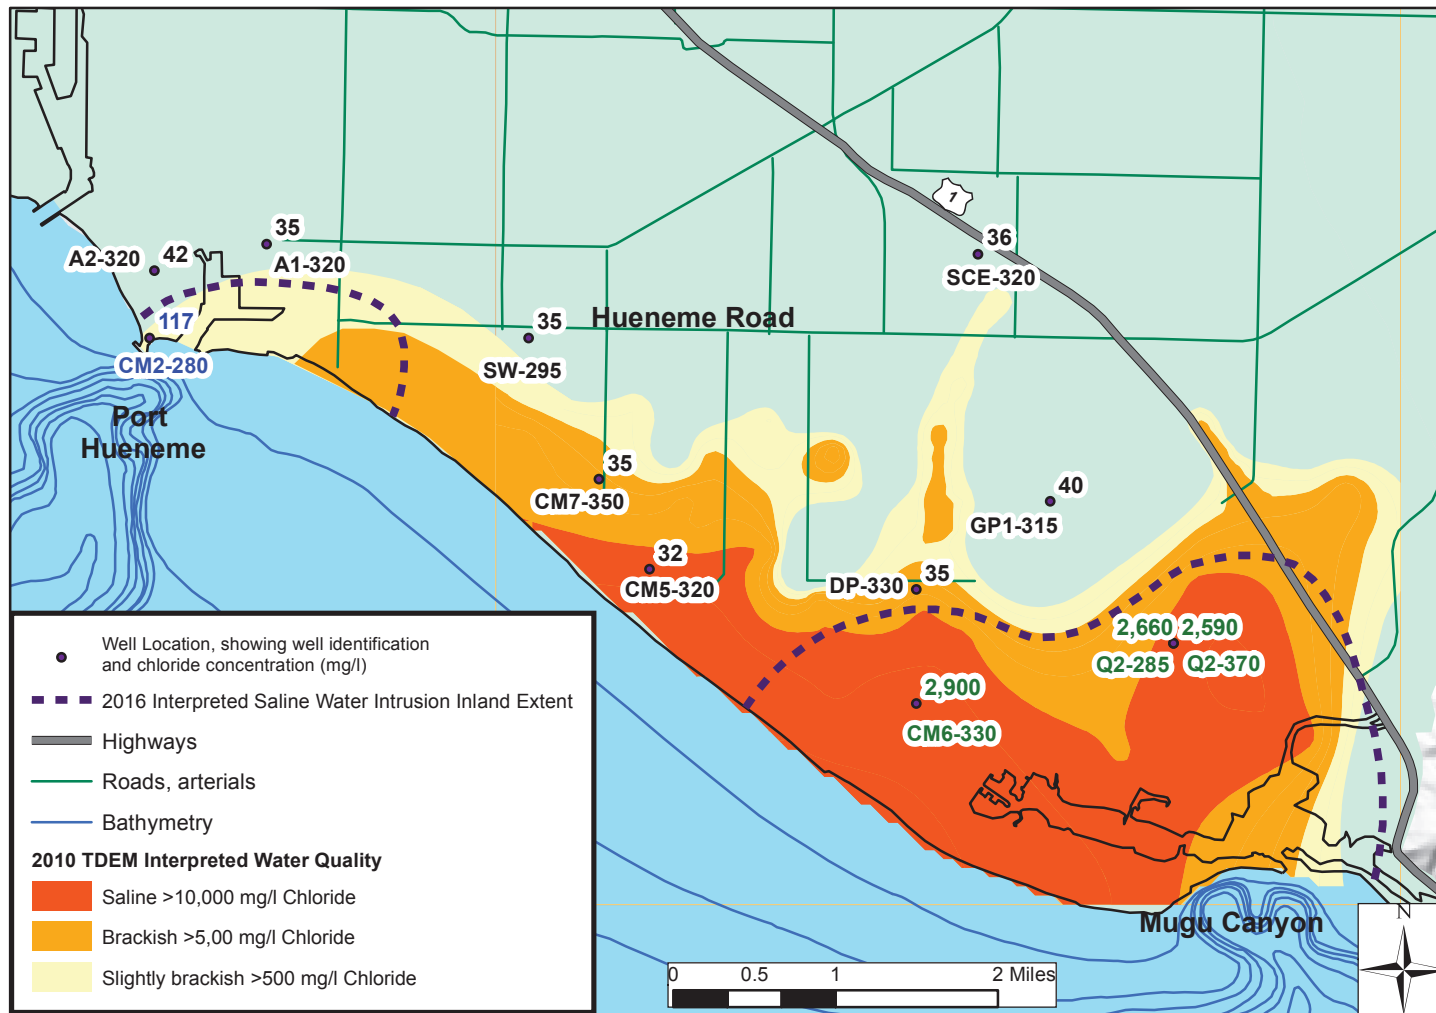 1
36
SCE-320
35
A1-320
42
A2-320
117
CM2-280
Port
Hueneme
35
SW-295
Hueneme Road
35
CM7-350
40
GP1-315
32
CM5-320
35
DP-330
2,660
2,590
Q2-285
Q2-370
2,900
CM6-330
Mugu Canyon
Well Location, showing well identification
and chloride concentration (mg/l)
2016 Interpreted Saline Water Intrusion Inland Extent
Highways
Roads, arterials
Bathymetry
2010 TDEM Interpreted Water Quality
Saline >10,000 mg/l Chloride
Brackish >5,00 mg/l Chloride
Slightly brackish >500 mg/l Chloride
0 0.5 1 2 Miles
N